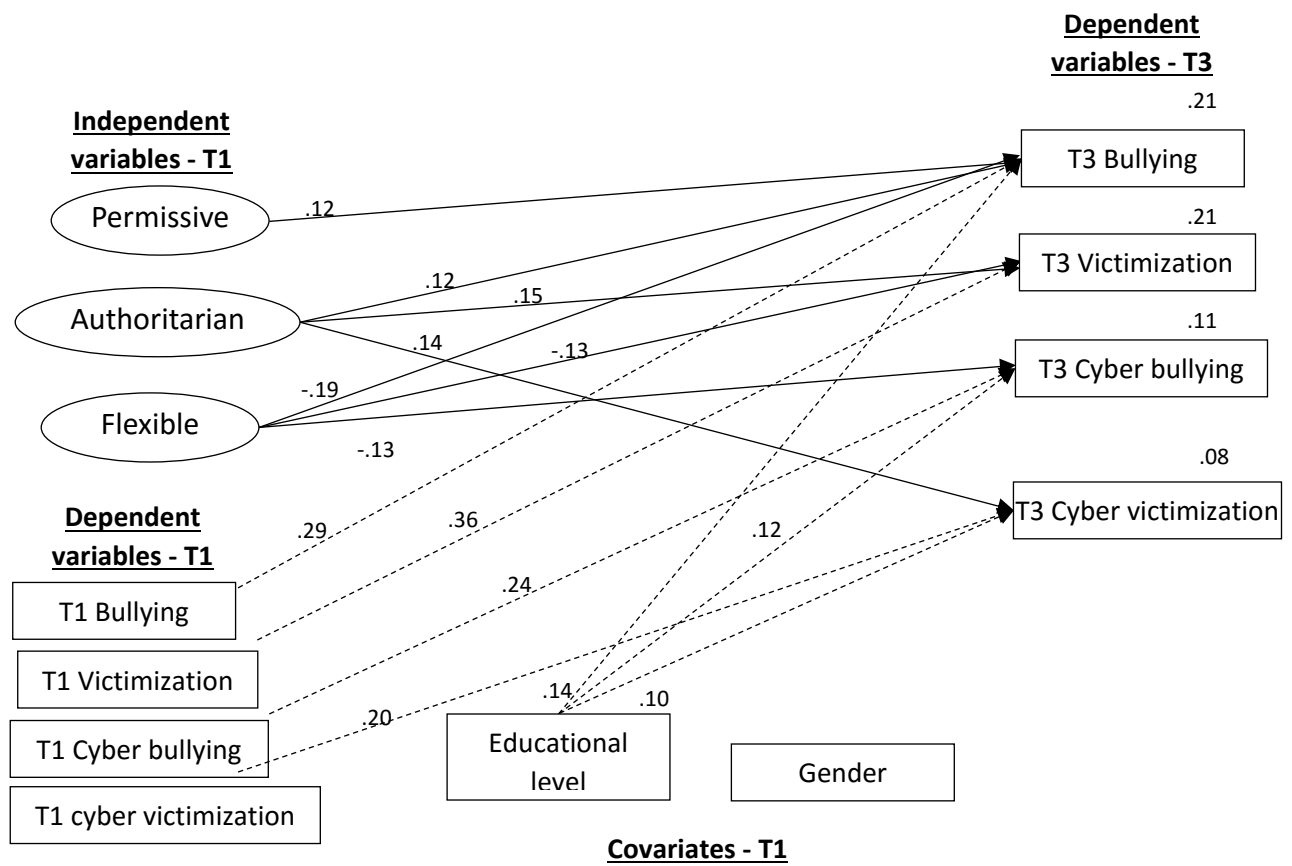 Dependent
variables - T3
.21
Independent
variables - T1
T3 Bullying
Permissive
.12
.21
T3 Victimization
.12
.15
Authoritarian
.11
.14
-.13
T3 Cyber bullying
-.19
Flexible
-.13
.08
Dependent
variables - T1
T3 Cyber victimization
.29
.36
.12
.24
T1 Bullying
T1 Victimization
.14
.10
.20
T1 Cyber bullying
Educational
level
Gender
T1 cyber victimization
Covariates - T1